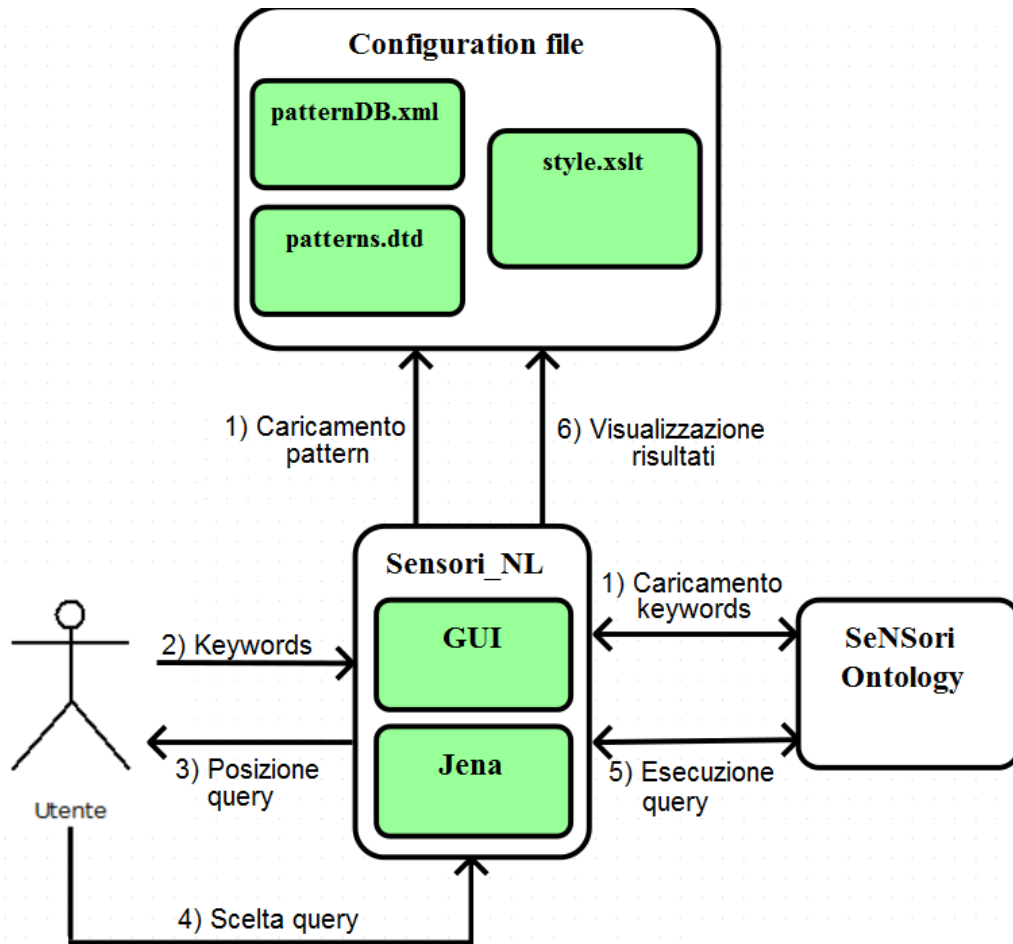 Configuration file
patternDB.xml
style.xslt
patterns.dtd
1) Caricamento
pattern
6) Visualizzazione
risultati
Sensori_NL
GUI
Jena
1) Caricamento
keywords
SeNSori
Ontology
2) Keywords
3) Posizione
query
5) Esecuzione
query
Utente
4) Scelta query